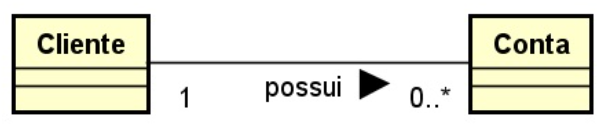 Cliente Conta
1 possui ▶ 0..*